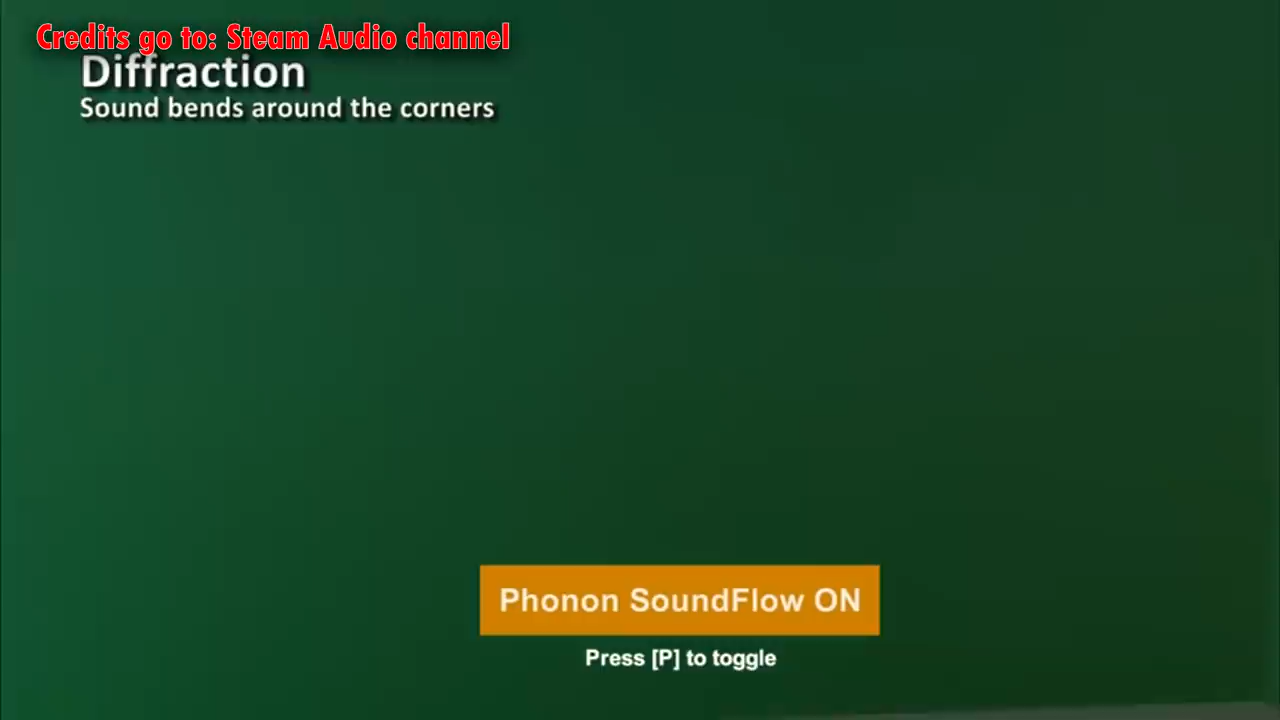 Credits go to: Steam Audio channel
Diffraction
Sound bends around the corners
Phonon SoundFlow ON
Press [P] to toggle